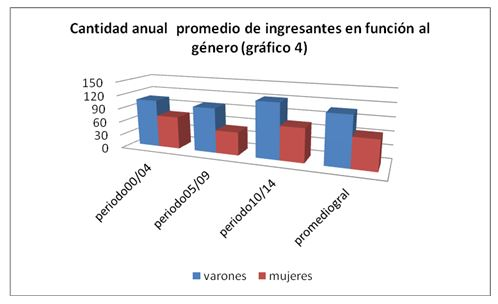 Cantidad anual promedio de ingresantes en función al
género (gráfico 4)
150
120
90
60
30
0
periodo00/04
periodo05/09
periodo10/14
promediogral
varones
mujeres